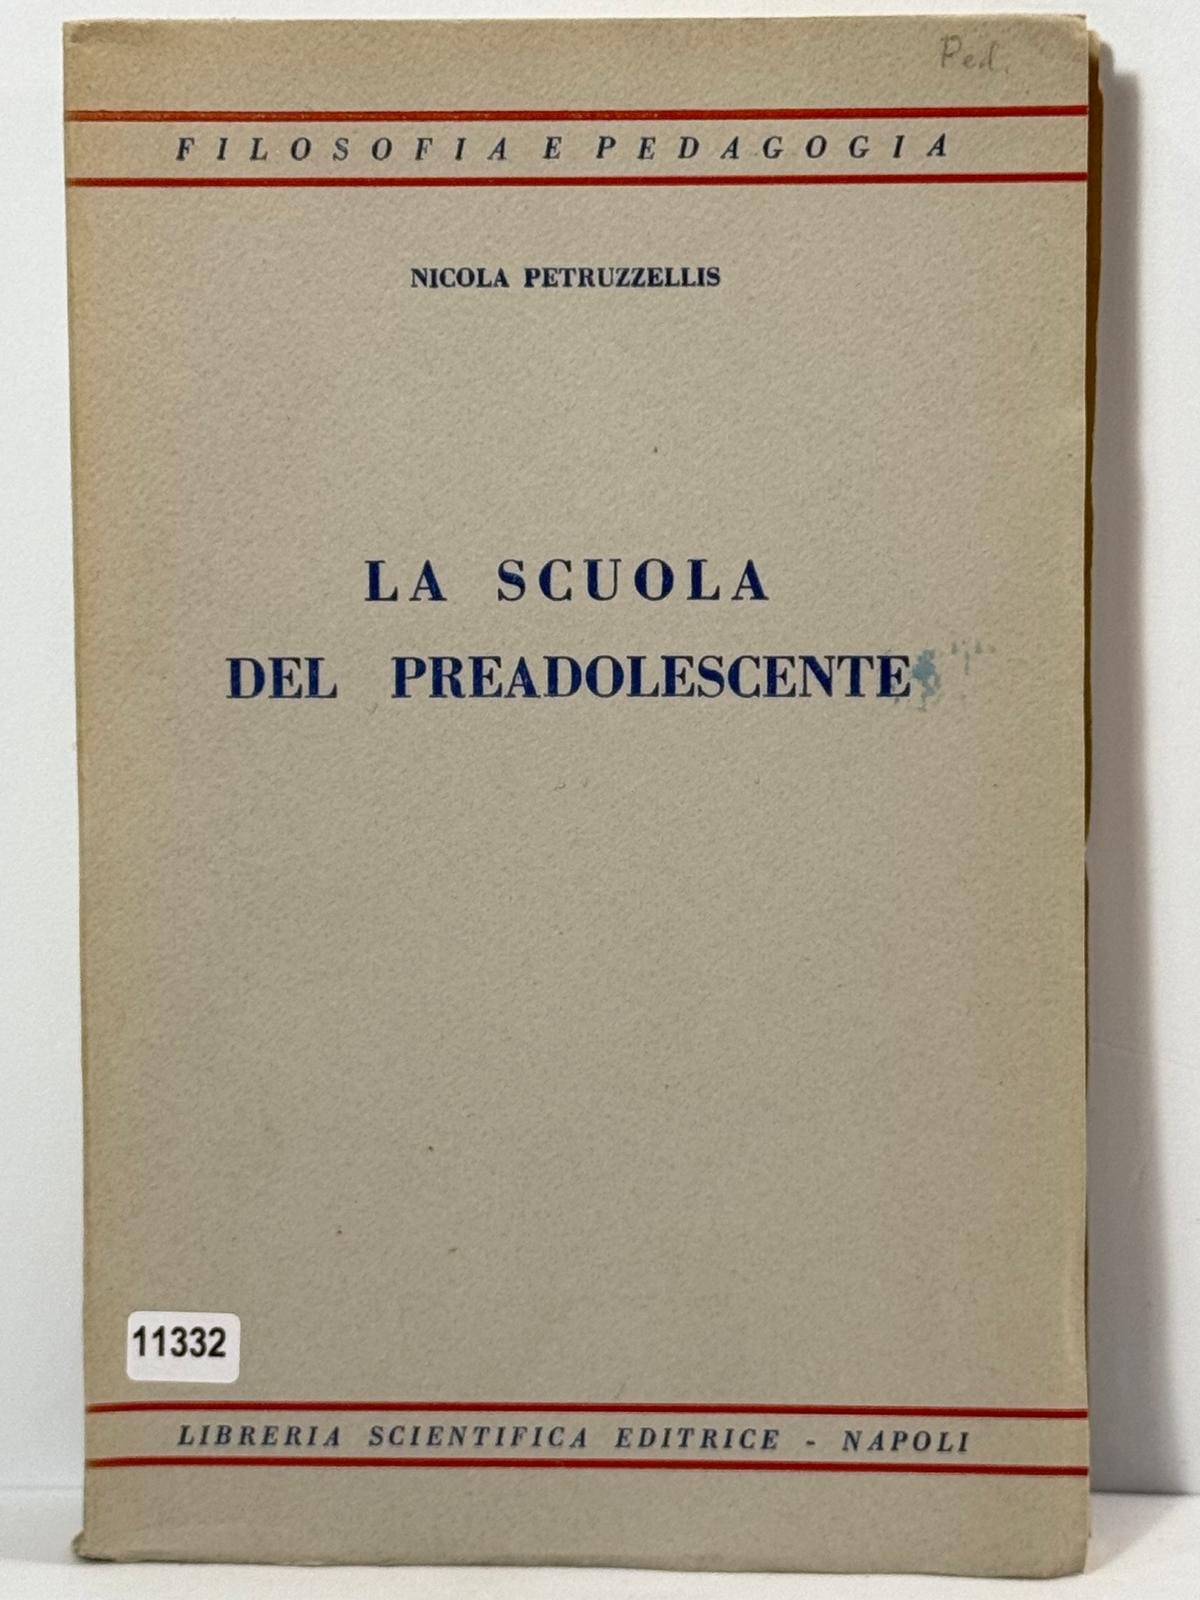 Ped.
FILOSOFIA E PEDAGOGIA
NICOLA PETRUZZELLIS
LA SCUOLA
DEL PREADOLESCENTE
11332
LIBRERIA SCIENTIFICA EDITRICE - NAPOLI